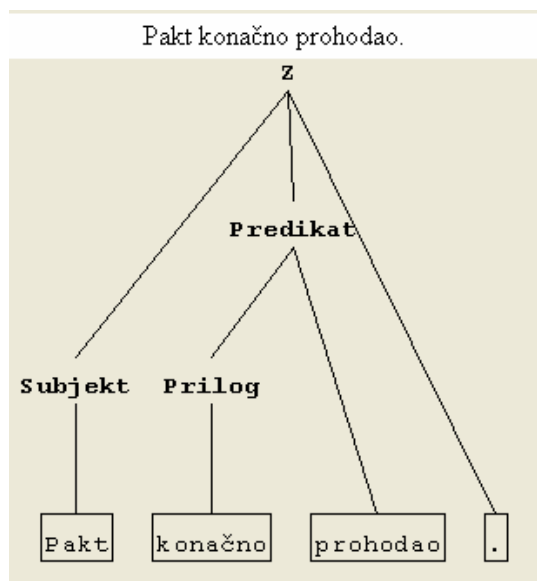 Pakt konačno prohodao.
Z
Predikat
Subjekt Prilog
Pakt konačno prohodao .